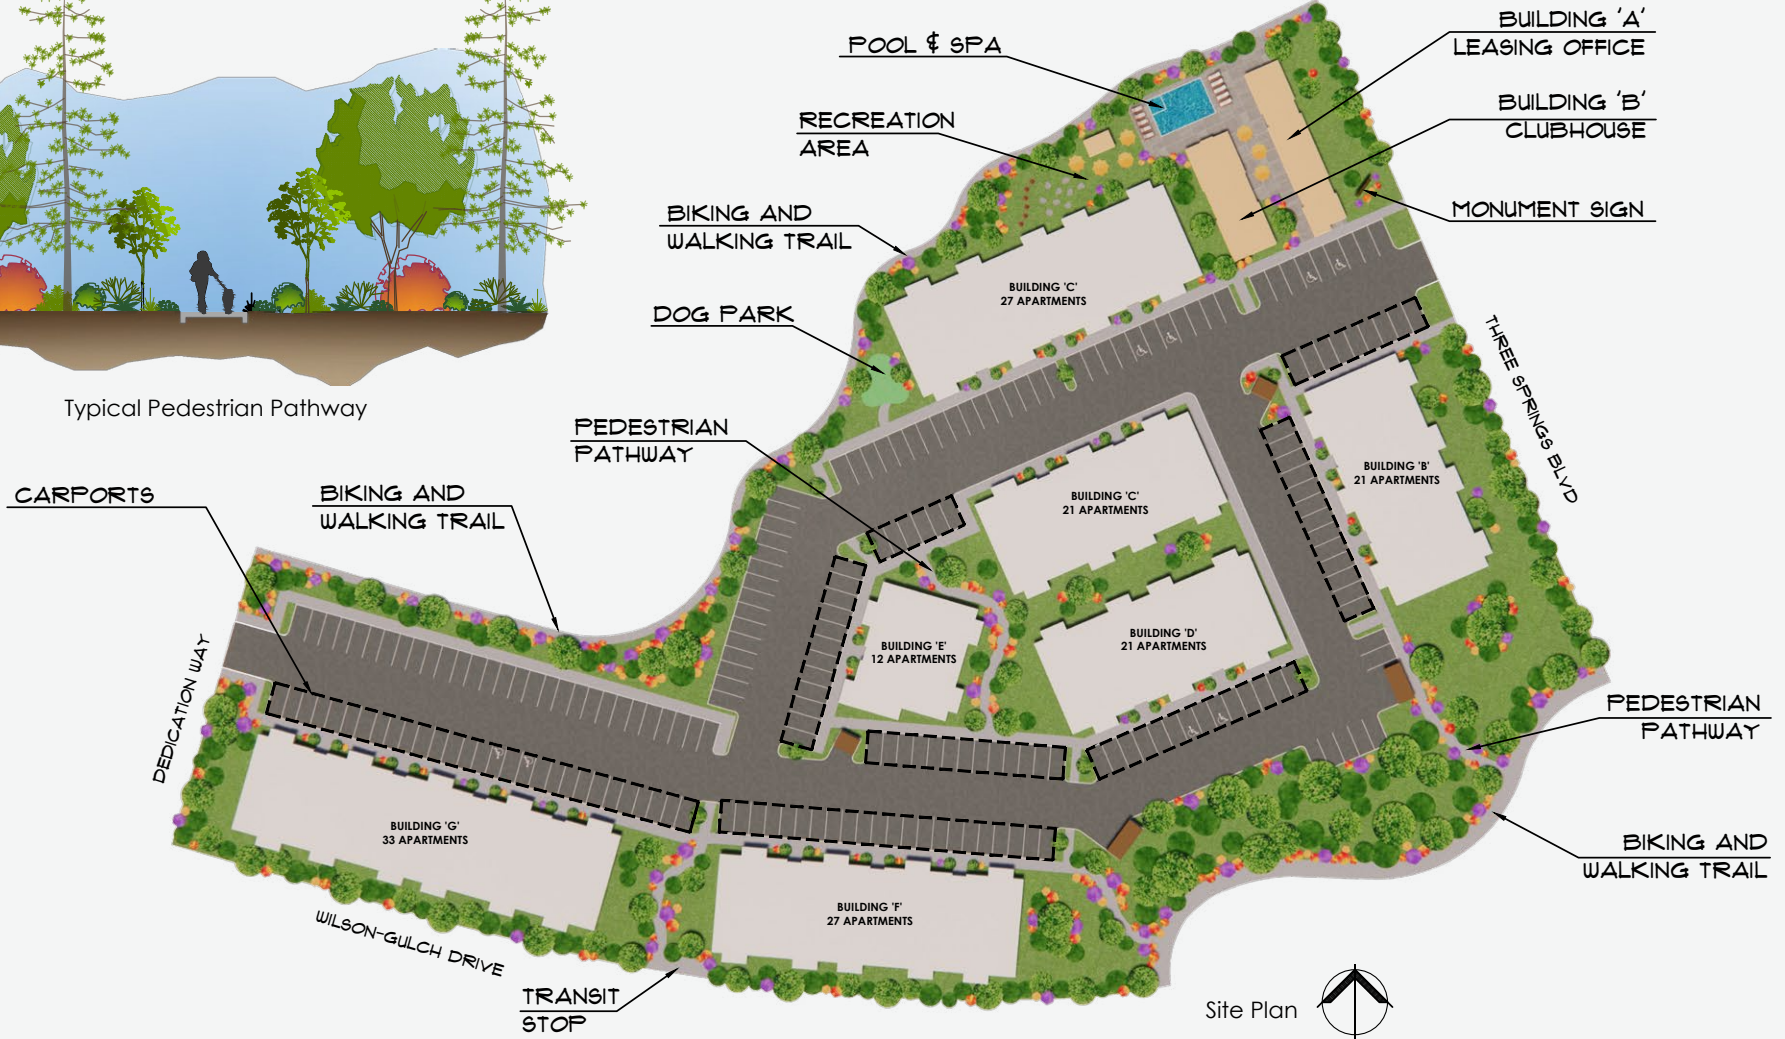 BUILDING 'A'
LEASING OFFICE
POOL & SPA
BUILDING 'B'
CLUBHOUSE
RECREATION
AREA
MONUMENT SIGN
BIKING AND
WALKING TRAIL
BUILDING 'C'
27 APARTMENTS
DOG PARK
THREE SPRINGS BLVD
Typical Pedestrian Pathway
PEDESTRIAN
PATHWAY
BUILDING 'B'
21 APARTMENTS
CARPORTS
BIKING AND
WALKING TRAIL
BUILDING 'C'
21 APARTMENTS
BUILDING 'D'
21 APARTMENTS
BUILDING 'E'
12 APARTMENTS
DEDICATION WAY
PEDESTRIAN
PATHWAY
BUILDING 'G'
33 APARTMENTS
BIKING AND
WALKING TRAIL
BUILDING 'F'
27 APARTMENTS
WILSON-GULCH DRIVE
TRANSIT
STOP
Site Plan